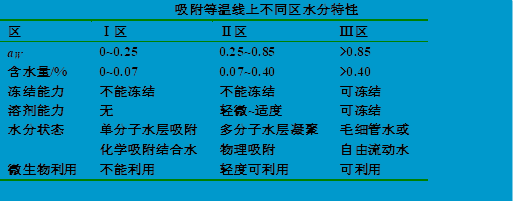 吸附等温线上不同区水分特性
区 Ⅰ区 Ⅱ区 Ⅲ区
aW 0~0.25 0.25~0.85 >0.85
含水量/% 0~0.07 0.07~0.40 >0.40
冻结能力 不能冻结 不能冻结 可冻结
溶剂能力 无 轻微~适度 可冻结
水分状态 单分子水层吸附 多分子水层凝聚 毛细管水或
化学吸附结合水 物理吸附 自由流动水
微生物利用 不能利用 轻度可利用 可利用